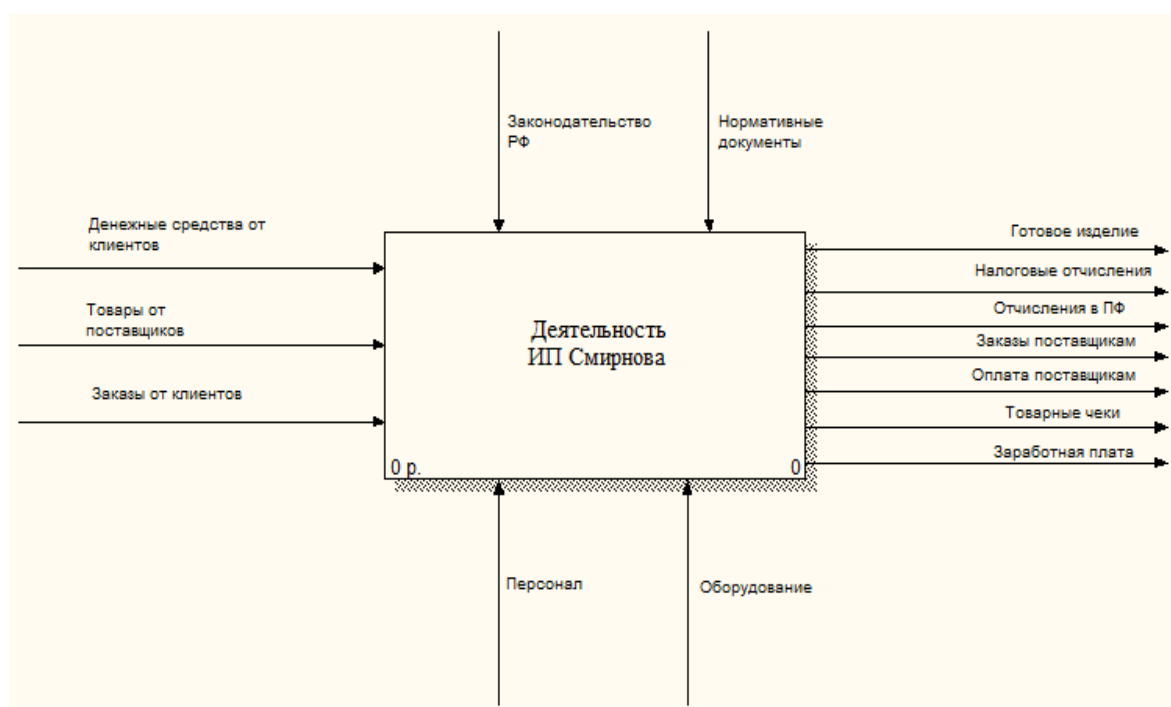 Законодательство
РФ
Нормативные
документы
Денежные средства от
клиентов
Товары от
поставщиков
Заказы от клиентов
Деятельность
ИП Смирнова
0 р.
0
Готовое изделие
Налоговые отчисления
Отчисления в ПФ
Заказы поставщикам
Оплата поставщикам
Товарные чеки
Заработная плата
Персонал
Оборудование